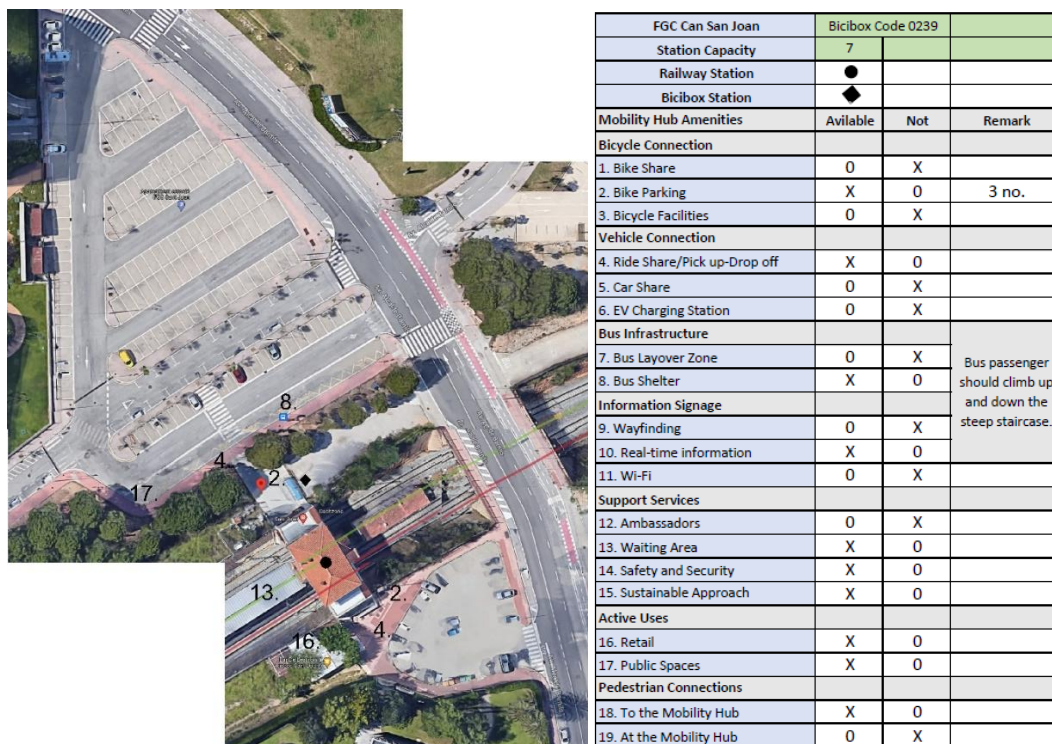 8.
4.
2.
17.
13.
2.
4.
16.
FGC Can San Joan Bicibox Code 0239
Station Capacity 7
Railway Station ●
Bicibox Station ◆
Mobility Hub Amenities Avilable Not Remark
Bicycle Connection
1. Bike Share 0 X
2. Bike Parking X 0 3 no.
3. Bicycle Facilities 0 X
Vehicle Connection
4. Ride Share/Pick up-Drop off X 0
5. Car Share 0 X
6. EV Charging Station 0 X
Bus Infrastructure
7. Bus Layover Zone 0 X
8. Bus Shelter X 0
Information Signage
9. Wayfinding 0 X
10. Real-time information X 0
Bus passenger
should climb up
and down the
steep staircase.
11. Wi-Fi 0 X
Support Services
12. Ambassadors 0 X
13. Waiting Area X 0
14. Safety and Security X 0
15. Sustainable Approach X 0
Active Uses
16. Retail X 0
17. Public Spaces X 0
Pedestrian Connections
18. To the Mobility Hub X 0
19. At the Mobility Hub 0 X